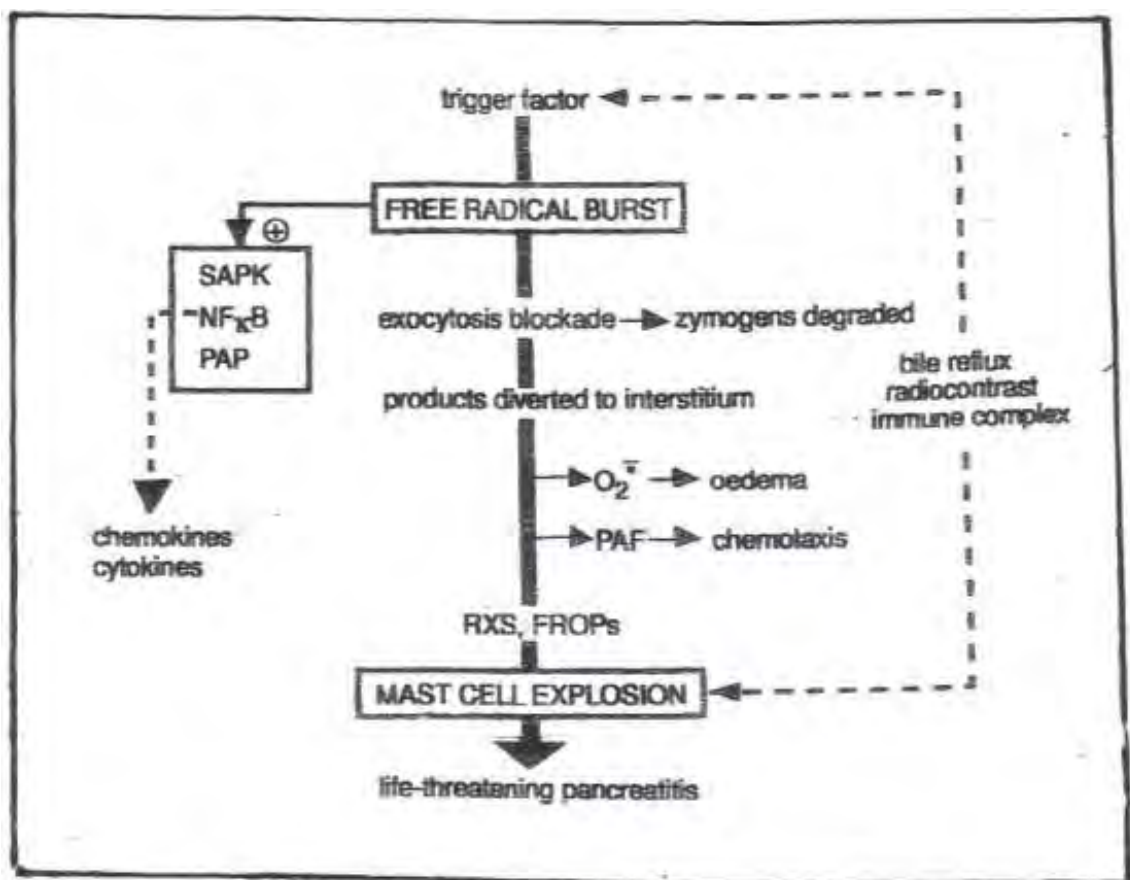 trigger factor
FREE RADICAL BURST
⊕
SAPK
NFκB
PAP
exocytosis blockade → zymogens degraded
products diverted to interstitium
bile reflux
radiocontrast
immune complex
O₂⁻• → oedema
PAF → chemotaxis
chemokines
cytokines
RXS, FROPs
MAST CELL EXPLOSION
life-threatening pancreatitis